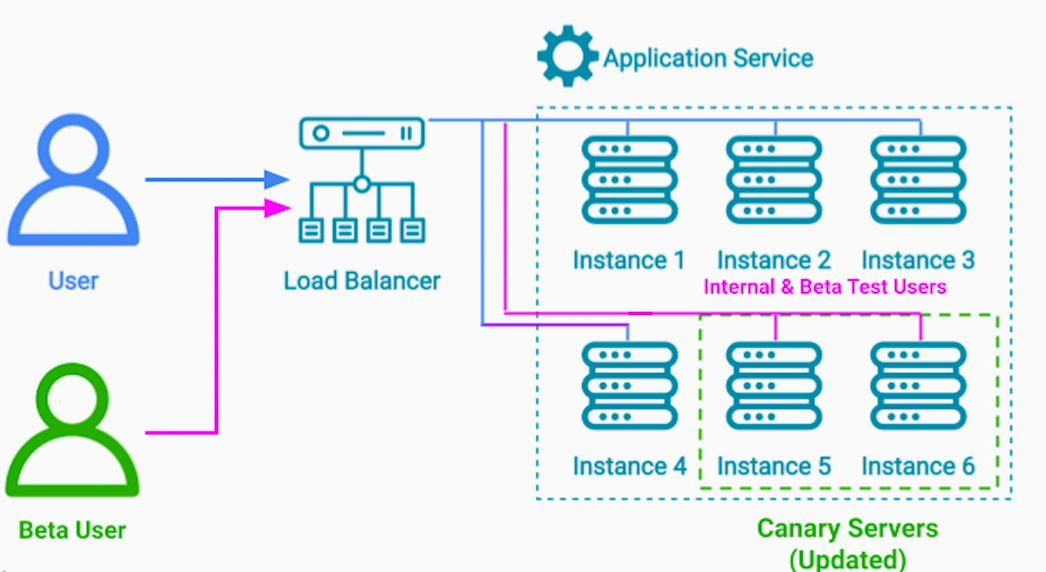 Application Service
User
Load Balancer
Instance 1
Instance 2
Instance 3
Internal & Beta Test Users
Instance 4
Instance 5
Instance 6
Beta User
Canary Servers
(Updated)